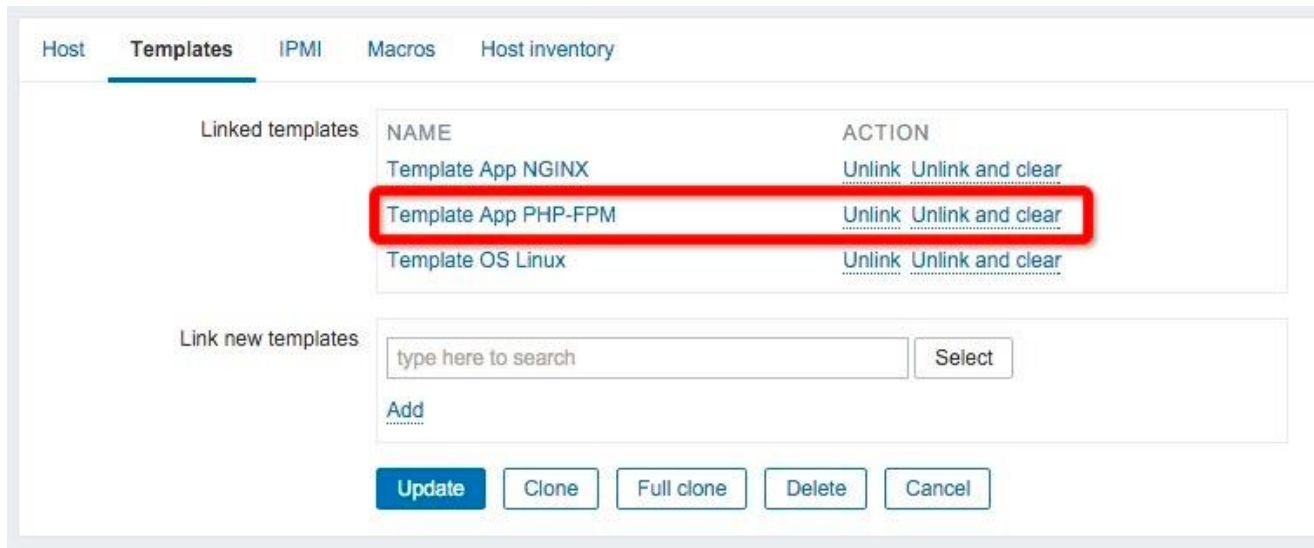 Host Templates IPMI Macros Host inventory
Linked templates NAME ACTION
Template App NGINX Unlink Unlink and clear
Template App PHP-FPM Unlink Unlink and clear
Template OS Linux Unlink Unlink and clear
Link new templates
type here to search Select
Add
Update Clone Full clone Delete Cancel